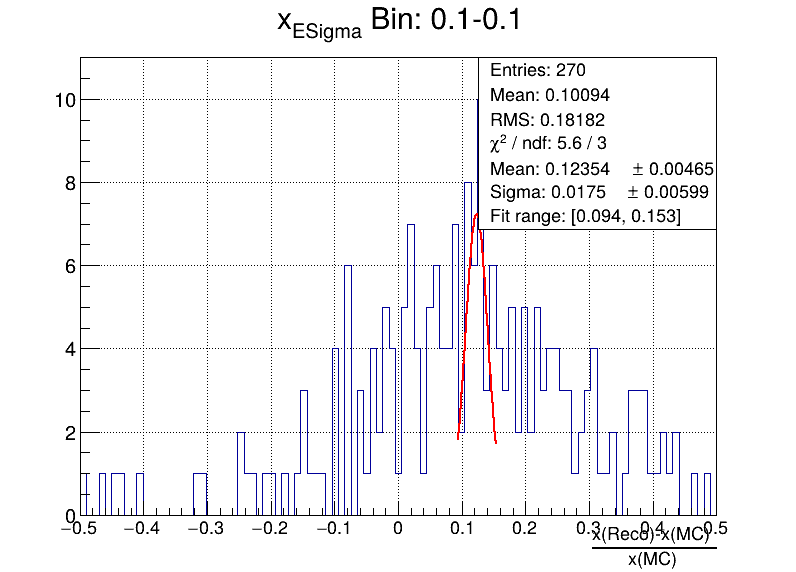 x_ESigma Bin: 0.1-0.1
Entries: 270
Mean: 0.10094
RMS: 0.18182
χ² / ndf: 5.6 / 3
Mean: 0.12354 ± 0.00465
Sigma: 0.0175 ± 0.00599
Fit range: [0.094, 0.153]
10
8
6
4
2
0
−0.5 −0.4 −0.3 −0.2 −0.1 0 0.1 0.2 0.3 0.4 0.5
x(Reco)-x(MC)
x(MC)